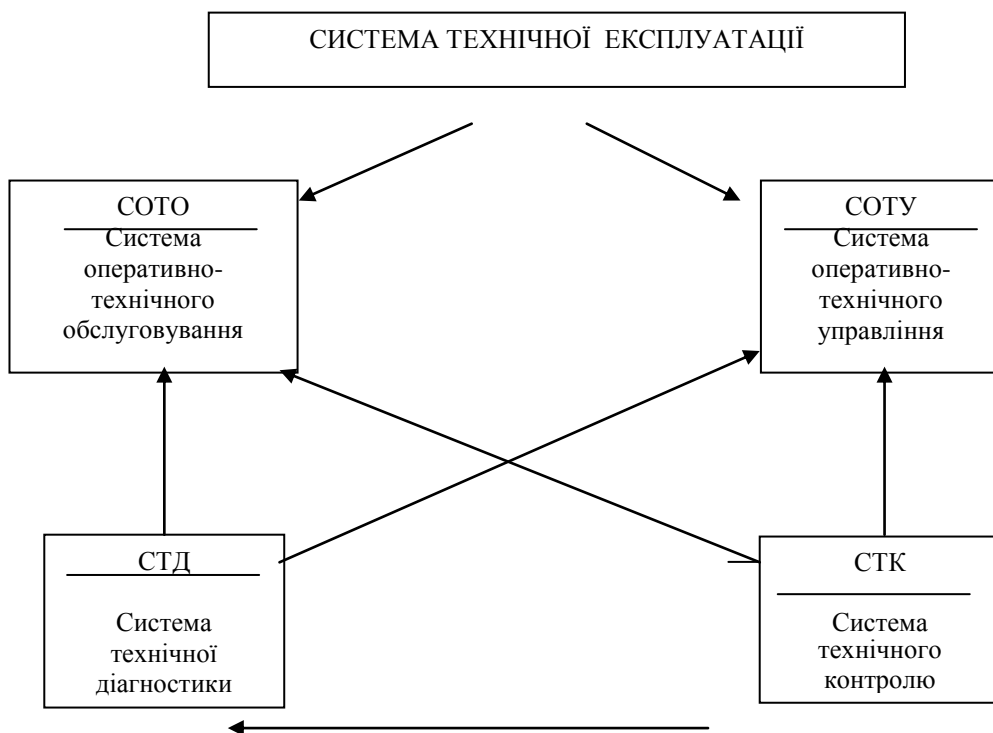 СИСТЕМА ТЕХНІЧНОЇ ЕКСПЛУАТАЦІЇ
СОТО
Система
оперативно-
технічного
обслуговування
СОТУ
Система
оперативно-
технічного
управління
СТД
Система
технічної
діагностики
СТК
Система
технічного
контролю